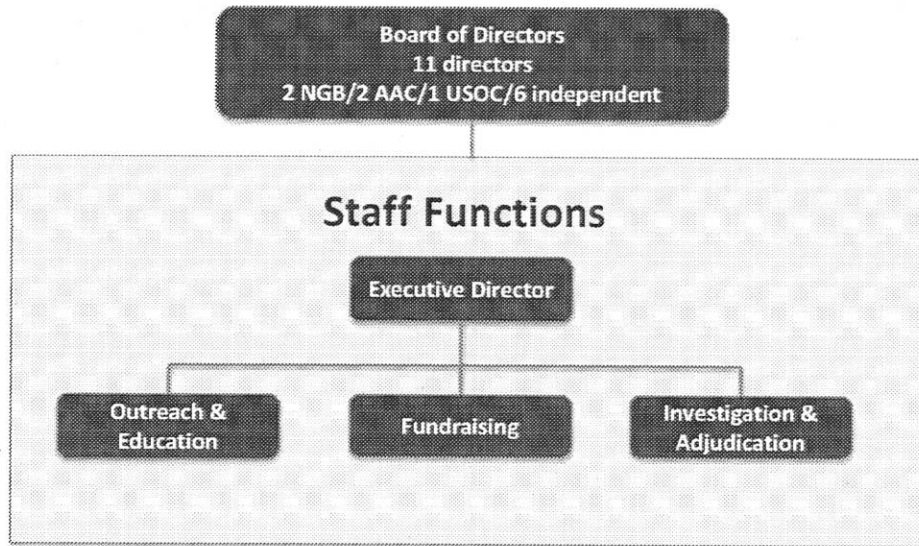 Board of Directors
11 directors
2 NGB/2 AAC/1 USOC/6 independent
Staff Functions
Executive Director
Outreach &
Education
Fundraising
Investigation &
Adjudication